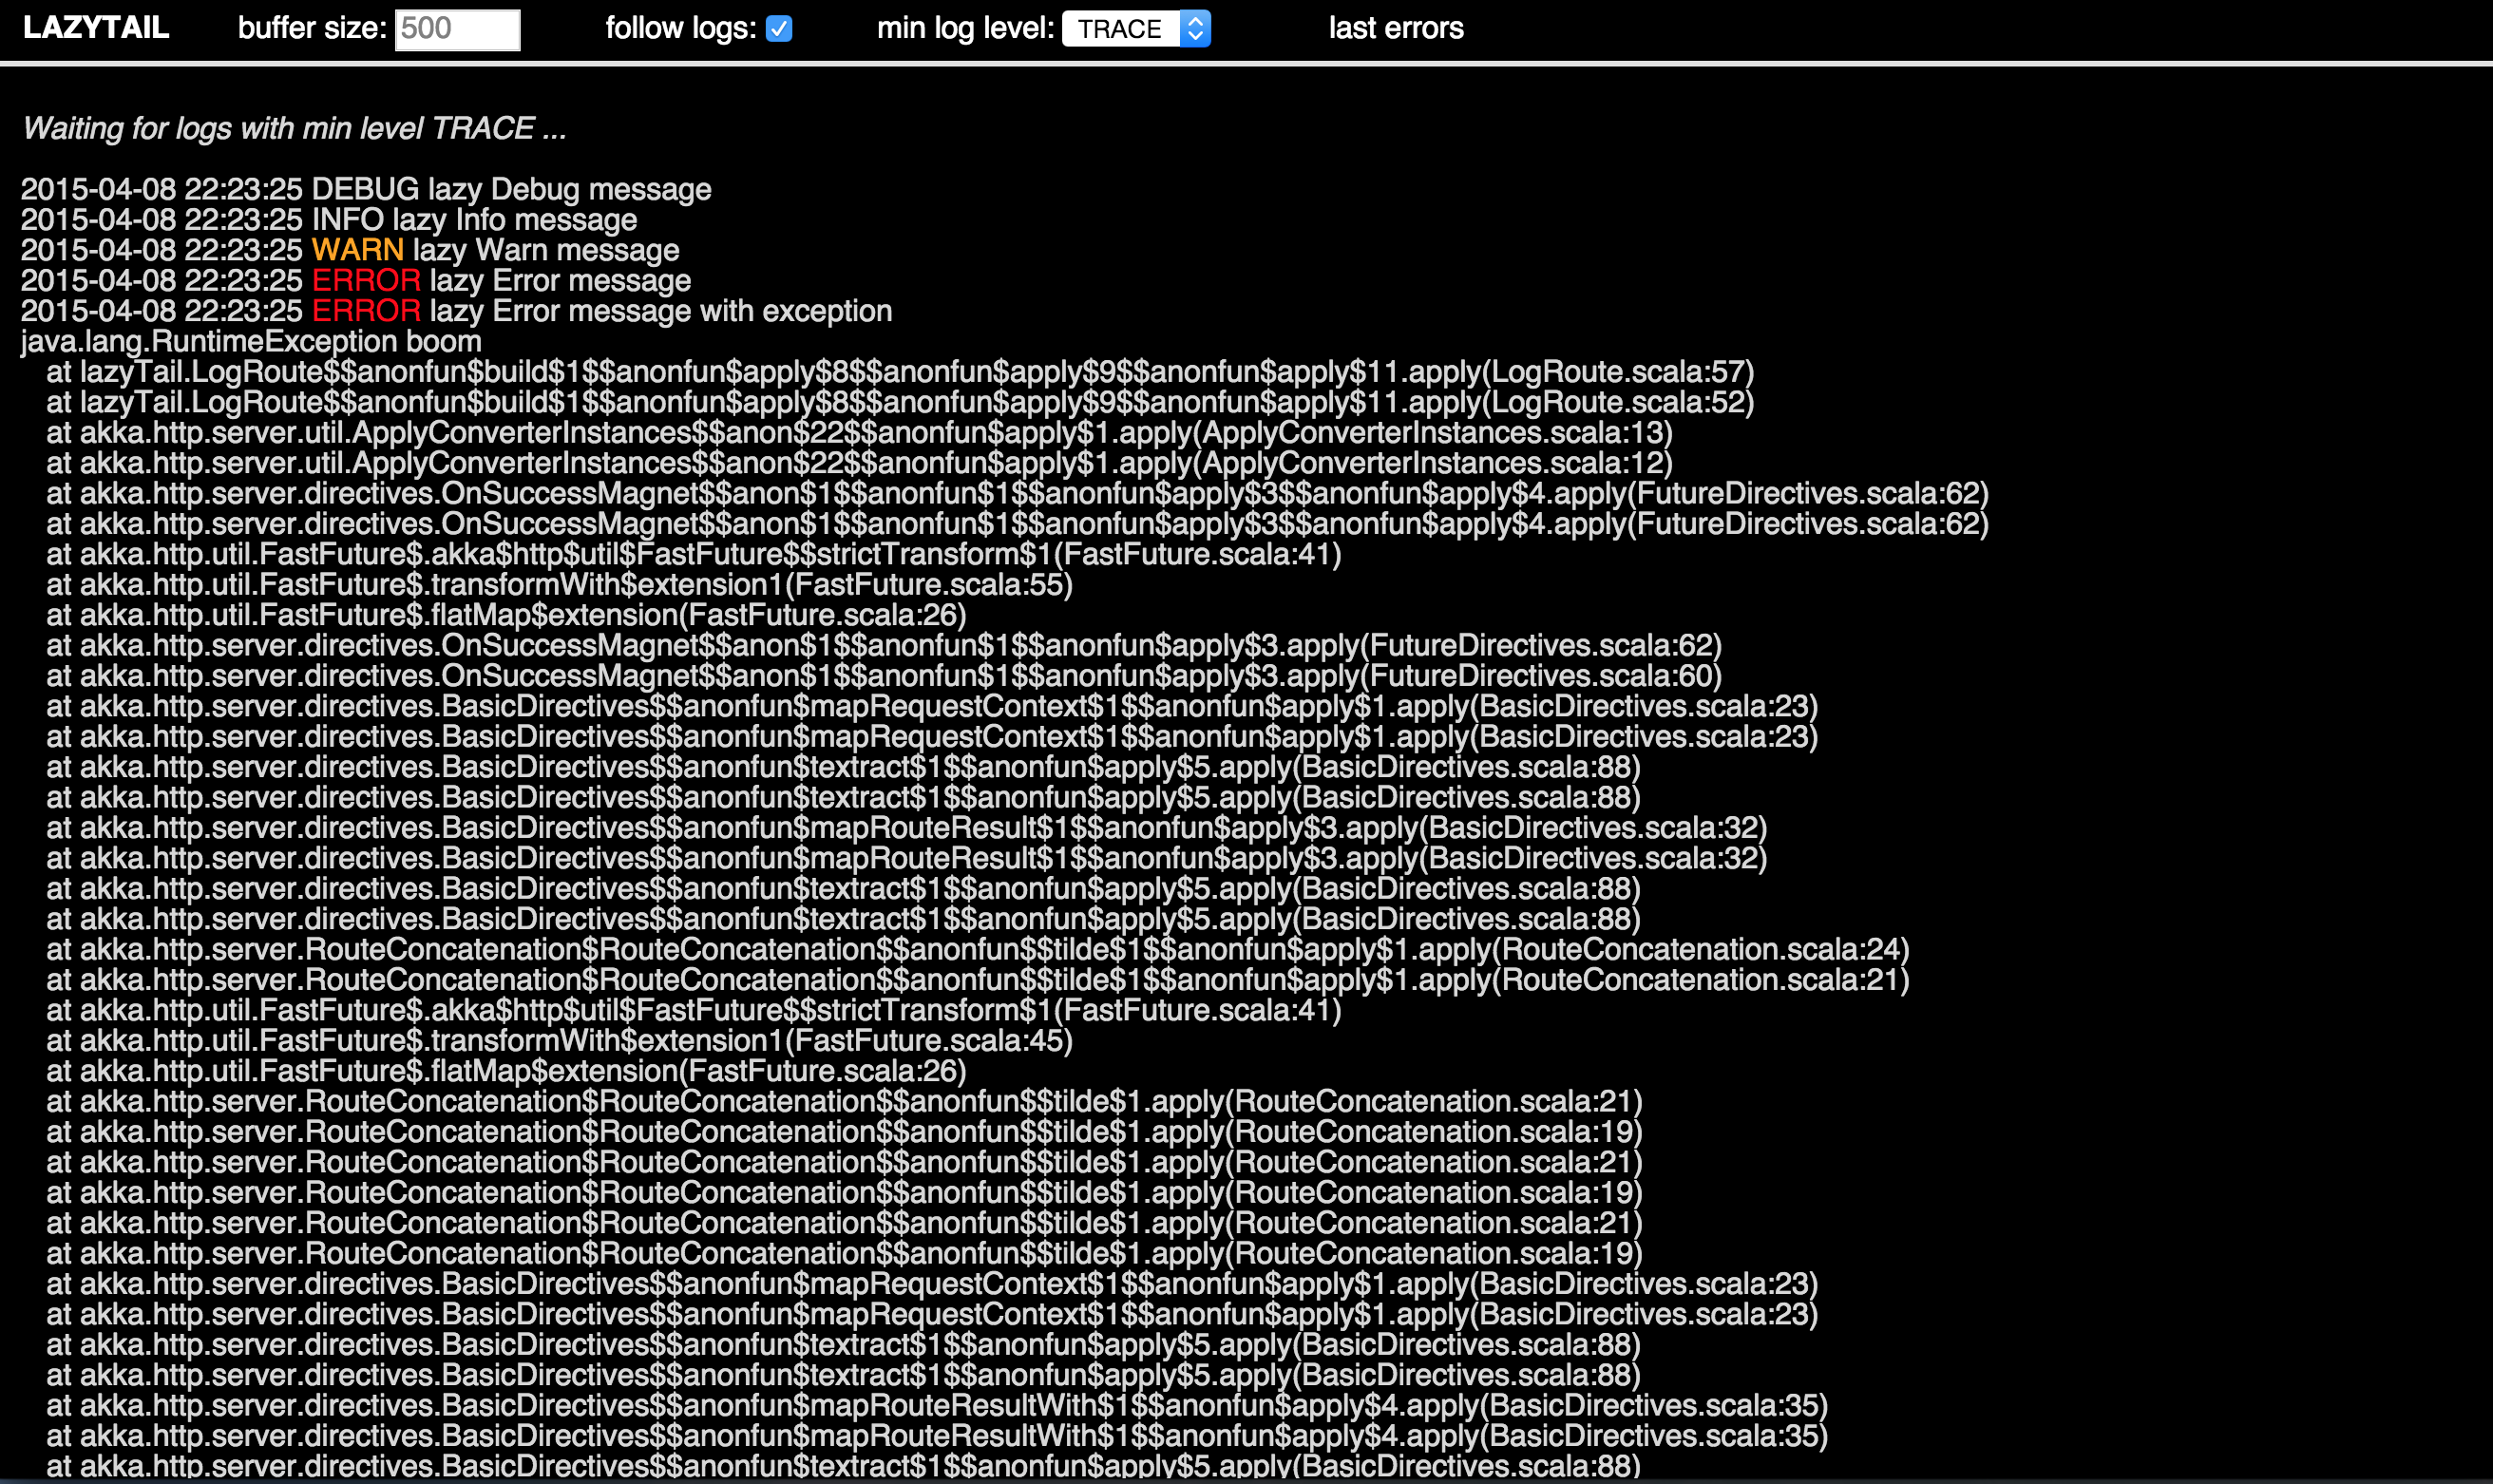 LAZYTAIL buffer size: 500 follow logs: min log level: TRACE last errors
Waiting for logs with min level TRACE ...
2015-04-08 22:23:25 DEBUG lazy Debug message
2015-04-08 22:23:25 INFO lazy Info message
2015-04-08 22:23:25 WARN lazy Warn message
2015-04-08 22:23:25 ERROR lazy Error message
2015-04-08 22:23:25 ERROR lazy Error message with exception
java.lang.RuntimeException boom
at lazyTail.LogRoute$$anonfun$build$1$$anonfun$apply$8$$anonfun$apply$9$$anonfun$apply$11.apply(LogRoute.scala:57)
at lazyTail.LogRoute$$anonfun$build$1$$anonfun$apply$8$$anonfun$apply$9$$anonfun$apply$11.apply(LogRoute.scala:52)
at akka.http.server.util.ApplyConverterInstances$$anon$22$$anonfun$apply$1.apply(ApplyConverterInstances.scala:13)
at akka.http.server.util.ApplyConverterInstances$$anon$22$$anonfun$apply$1.apply(ApplyConverterInstances.scala:12)
at akka.http.server.directives.OnSuccessMagnet$$anon$1$$anonfun$1$$anonfun$apply$3$$anonfun$apply$4.apply(FutureDirectives.scala:62)
at akka.http.server.directives.OnSuccessMagnet$$anon$1$$anonfun$1$$anonfun$apply$3$$anonfun$apply$4.apply(FutureDirectives.scala:62)
at akka.http.util.FastFuture$.akka$http$util$FastFuture$$strictTransform$1(FastFuture.scala:41)
at akka.http.util.FastFuture$.transformWith$extension1(FastFuture.scala:55)
at akka.http.util.FastFuture$.flatMap$extension(FastFuture.scala:26)
at akka.http.server.directives.OnSuccessMagnet$$anon$1$$anonfun$1$$anonfun$apply$3.apply(FutureDirectives.scala:62)
at akka.http.server.directives.OnSuccessMagnet$$anon$1$$anonfun$1$$anonfun$apply$3.apply(FutureDirectives.scala:60)
at akka.http.server.directives.BasicDirectives$$anonfun$mapRequestContext$1$$anonfun$apply$1.apply(BasicDirectives.scala:23)
at akka.http.server.directives.BasicDirectives$$anonfun$mapRequestContext$1$$anonfun$apply$1.apply(BasicDirectives.scala:23)
at akka.http.server.directives.BasicDirectives$$anonfun$textract$1$$anonfun$apply$5.apply(BasicDirectives.scala:88)
at akka.http.server.directives.BasicDirectives$$anonfun$textract$1$$anonfun$apply$5.apply(BasicDirectives.scala:88)
at akka.http.server.directives.BasicDirectives$$anonfun$mapRouteResult$1$$anonfun$apply$3.apply(BasicDirectives.scala:32)
at akka.http.server.directives.BasicDirectives$$anonfun$mapRouteResult$1$$anonfun$apply$3.apply(BasicDirectives.scala:32)
at akka.http.server.directives.BasicDirectives$$anonfun$textract$1$$anonfun$apply$5.apply(BasicDirectives.scala:88)
at akka.http.server.directives.BasicDirectives$$anonfun$textract$1$$anonfun$apply$5.apply(BasicDirectives.scala:88)
at akka.http.server.RouteConcatenation$RouteConcatenation$$anonfun$$tilde$1$$anonfun$apply$1.apply(RouteConcatenation.scala:24)
at akka.http.server.RouteConcatenation$RouteConcatenation$$anonfun$$tilde$1$$anonfun$apply$1.apply(RouteConcatenation.scala:21)
at akka.http.util.FastFuture$.akka$http$util$FastFuture$$strictTransform$1(FastFuture.scala:41)
at akka.http.util.FastFuture$.transformWith$extension1(FastFuture.scala:45)
at akka.http.util.FastFuture$.flatMap$extension(FastFuture.scala:26)
at akka.http.server.RouteConcatenation$RouteConcatenation$$anonfun$$tilde$1.apply(RouteConcatenation.scala:21)
at akka.http.server.RouteConcatenation$RouteConcatenation$$anonfun$$tilde$1.apply(RouteConcatenation.scala:19)
at akka.http.server.RouteConcatenation$RouteConcatenation$$anonfun$$tilde$1.apply(RouteConcatenation.scala:21)
at akka.http.server.RouteConcatenation$RouteConcatenation$$anonfun$$tilde$1.apply(RouteConcatenation.scala:19)
at akka.http.server.RouteConcatenation$RouteConcatenation$$anonfun$$tilde$1.apply(RouteConcatenation.scala:21)
at akka.http.server.RouteConcatenation$RouteConcatenation$$anonfun$$tilde$1.apply(RouteConcatenation.scala:19)
at akka.http.server.directives.BasicDirectives$$anonfun$mapRequestContext$1$$anonfun$apply$1.apply(BasicDirectives.scala:23)
at akka.http.server.directives.BasicDirectives$$anonfun$mapRequestContext$1$$anonfun$apply$1.apply(BasicDirectives.scala:23)
at akka.http.server.directives.BasicDirectives$$anonfun$textract$1$$anonfun$apply$5.apply(BasicDirectives.scala:88)
at akka.http.server.directives.BasicDirectives$$anonfun$textract$1$$anonfun$apply$5.apply(BasicDirectives.scala:88)
at akka.http.server.directives.BasicDirectives$$anonfun$mapRouteResultWith$1$$anonfun$apply$4.apply(BasicDirectives.scala:35)
at akka.http.server.directives.BasicDirectives$$anonfun$mapRouteResultWith$1$$anonfun$apply$4.apply(BasicDirectives.scala:35)
at akka.http.server.directives.BasicDirectives$$anonfun$textract$1$$anonfun$apply$5.apply(BasicDirectives.scala:88)